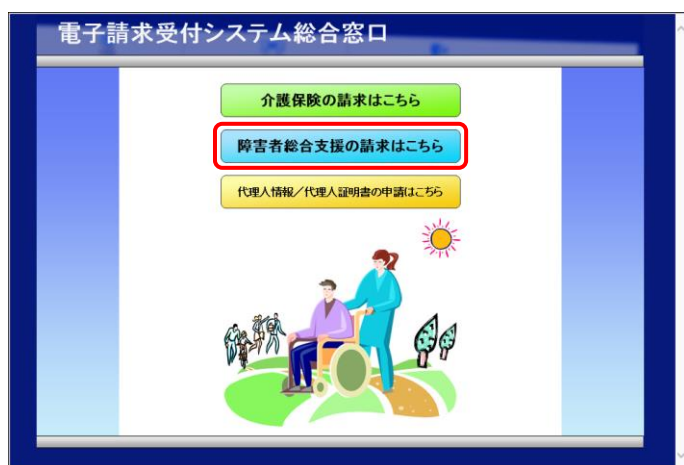 電子請求受付システム総合窓口
介護保険の請求はこちら
障害者総合支援の請求はこちら
代理人情報／代理人証明書の申請はこちら